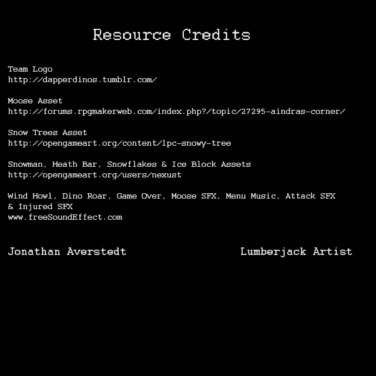 Resource Credits
Team Logo
http://dapperdinos.tumblr.com/
Moose Asset
http://forums.rpgmakerweb.com/index.php?/topic/27295-aindras-corner/
Snow Trees Asset
http://opengameart.org/content/lpc-snowy-tree
Snowman, Heath Bar, Snowflakes & Ice Block Assets
http://opengameart.org/users/nexust
Wind Howl, Dino Roar, Game Over, Moose SFX, Menu Music, Attack SFX
& Injured SFX
www.freeSoundEffect.com
Jonathan Averstedt Lumberjack Artist